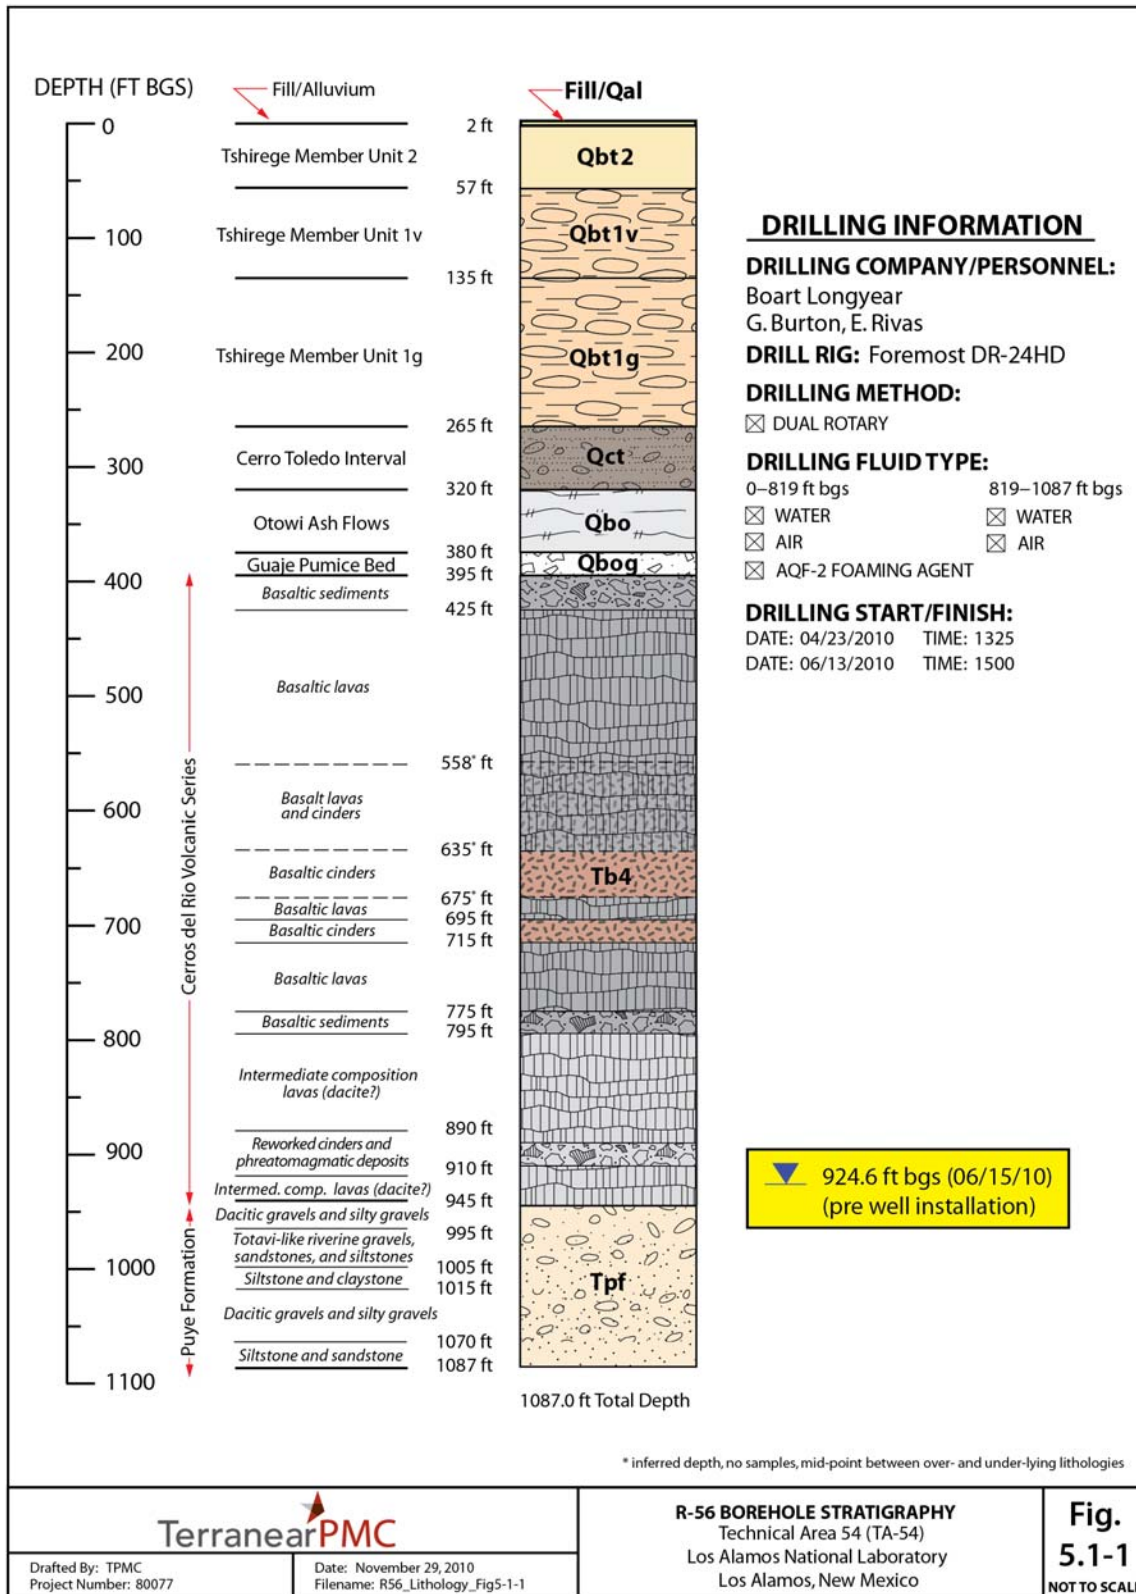 DEPTH (FT BGS)
Fill/Alluvium
Fill/Qal
0
2 ft
Tshirege Member Unit 2
Qbt2
57 ft
100
Tshirege Member Unit 1v
Qbt1v
135 ft
200
Tshirege Member Unit 1g
Qbt1g
265 ft
300
Cerro Toledo Interval
Qct
320 ft
Otowi Ash Flows
Qbo
380 ft
Guaje Pumice Bed
Qbog
395 ft
400
Basaltic sediments
425 ft
500
Basaltic lavas
558* ft
600
Basalt lavas
and cinders
635* ft
Basaltic cinders
Tb4
675* ft
Basaltic lavas
695 ft
700
Basaltic cinders
715 ft
Basaltic lavas
775 ft
Basaltic sediments
795 ft
800
Intermediate composition
lavas (dacite?)
890 ft
900
Reworked cinders and
phreatomagmatic deposits
910 ft
Intermed. comp. lavas (dacite?)
945 ft
Dacitic gravels and silty gravels
995 ft
Totavi-like riverine gravels,
sandstones, and siltstones
1005 ft
1000
Siltstone and claystone
1015 ft
Dacitic gravels and silty gravels
Tpf
1070 ft
Siltstone and sandstone
1087 ft
1100
Cerros del Rio Volcanic Series
Puye Formation
1087.0 ft Total Depth
DRILLING INFORMATION
DRILLING COMPANY/PERSONNEL:
Boart Longyear
G. Burton, E. Rivas
DRILL RIG: Foremost DR-24HD
DRILLING METHOD:
DUAL ROTARY
DRILLING FLUID TYPE:
0–819 ft bgs 819–1087 ft bgs
WATER WATER
AIR AIR
AQF-2 FOAMING AGENT
DRILLING START/FINISH:
DATE: 04/23/2010 TIME: 1325
DATE: 06/13/2010 TIME: 1500
924.6 ft bgs (06/15/10)
(pre well installation)
* inferred depth, no samples, mid-point between over- and under-lying lithologies
TerranearPMC
Drafted By: TPMC
Project Number: 80077
Date: November 29, 2010
Filename: R56_Lithology_Fig5-1-1
R-56 BOREHOLE STRATIGRAPHY
Technical Area 54 (TA-54)
Los Alamos National Laboratory
Los Alamos, New Mexico
Fig.
5.1-1
NOT TO SCALE